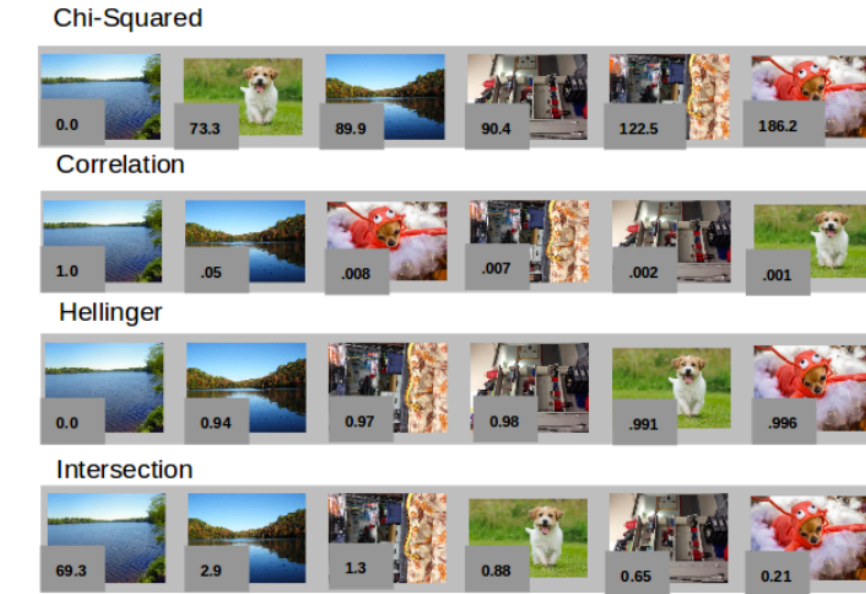 Chi-Squared
0.0 73.3 89.9 90.4 122.5 186.2
Correlation
1.0 .05 .008 .007 .002 .001
Hellinger
0.0 0.94 0.97 0.98 .991 .996
Intersection
69.3 2.9 1.3 0.88 0.65 0.21